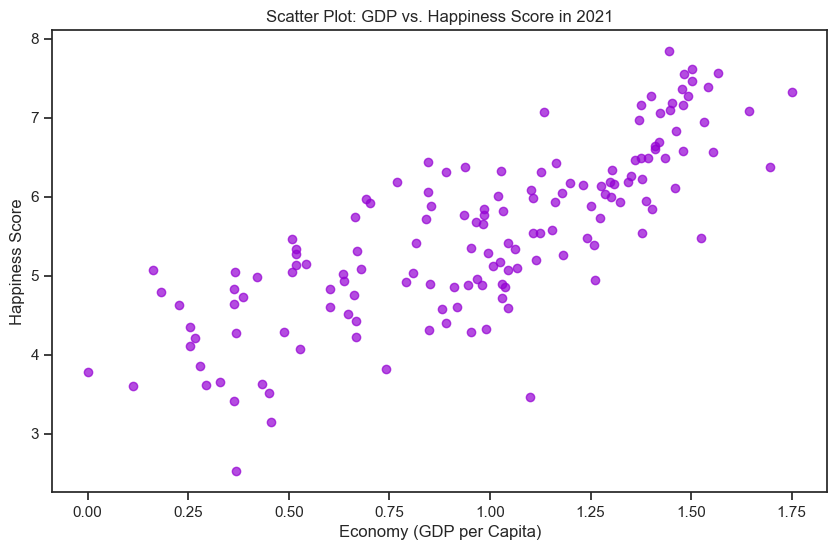 Scatter Plot: GDP vs. Happiness Score in 2021
8
7
6
5
4
3
Happiness Score
0.00 0.25 0.50 0.75 1.00 1.25 1.50 1.75
Economy (GDP per Capita)